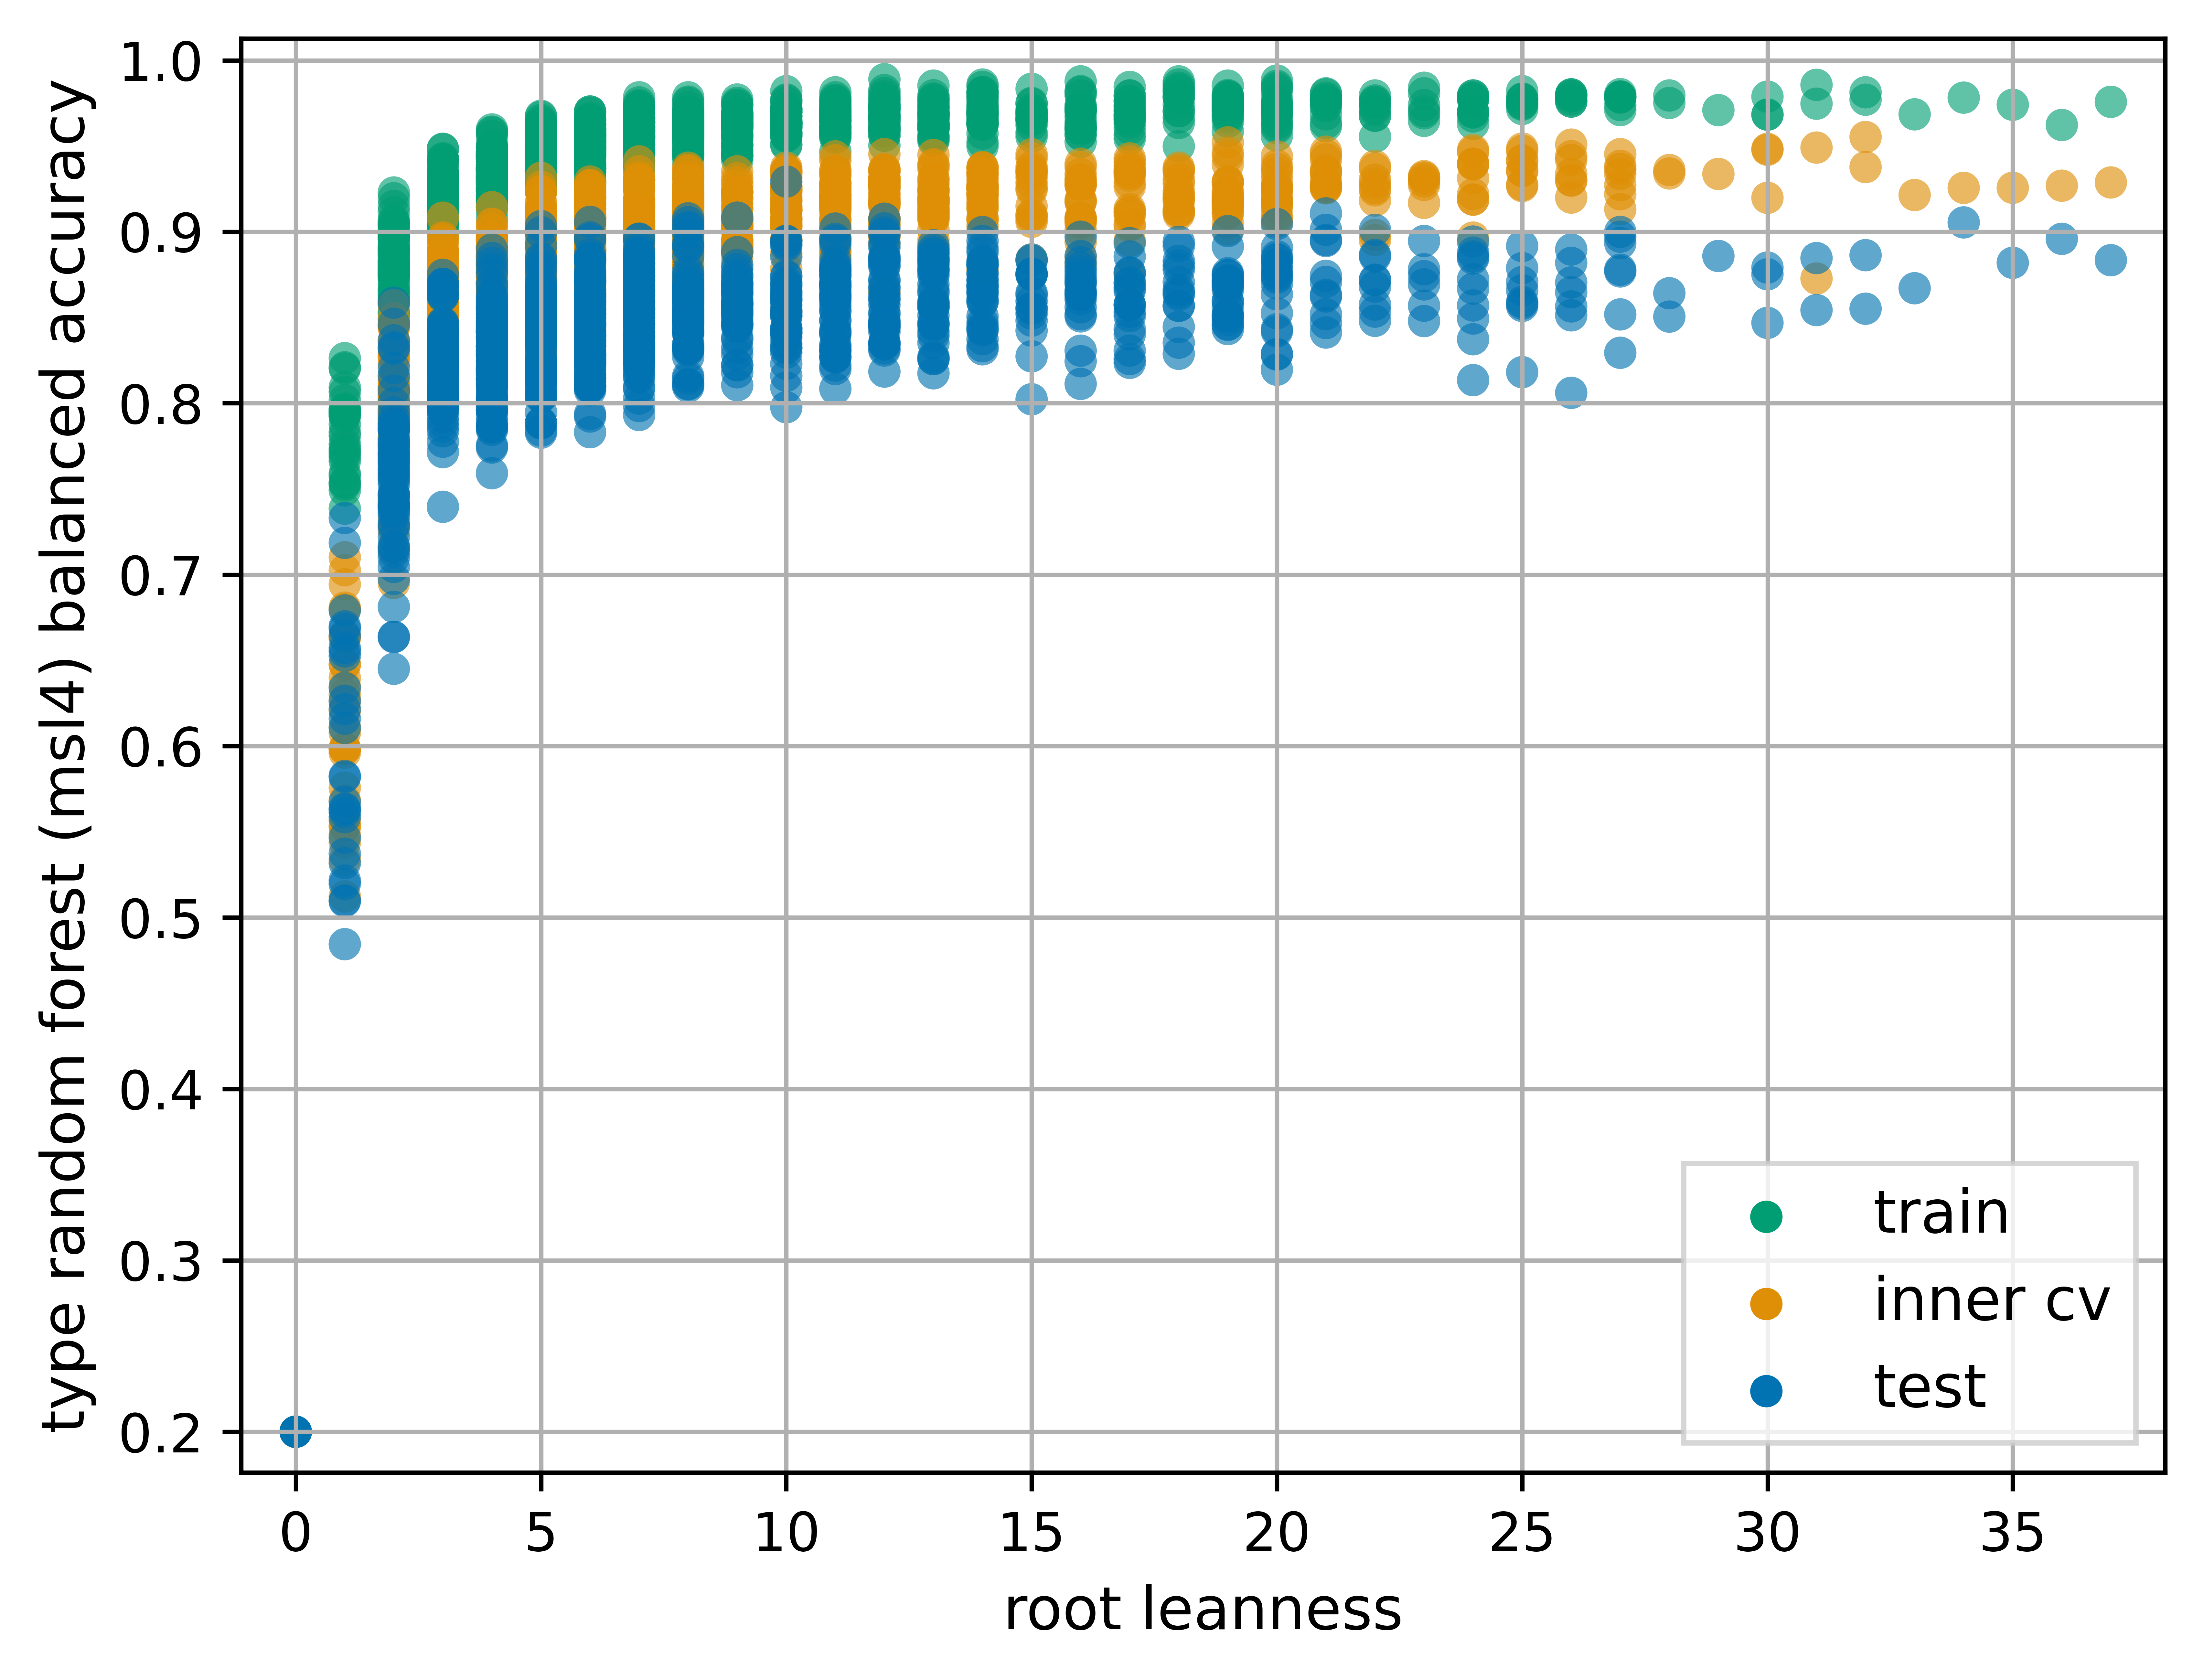 type random forest (msl4) balanced accuracy
1.0
0.9
0.8
0.7
0.6
0.5
0.4
0.3
0.2
0 5 10 15 20 25 30 35
root leanness
train
inner cv
test